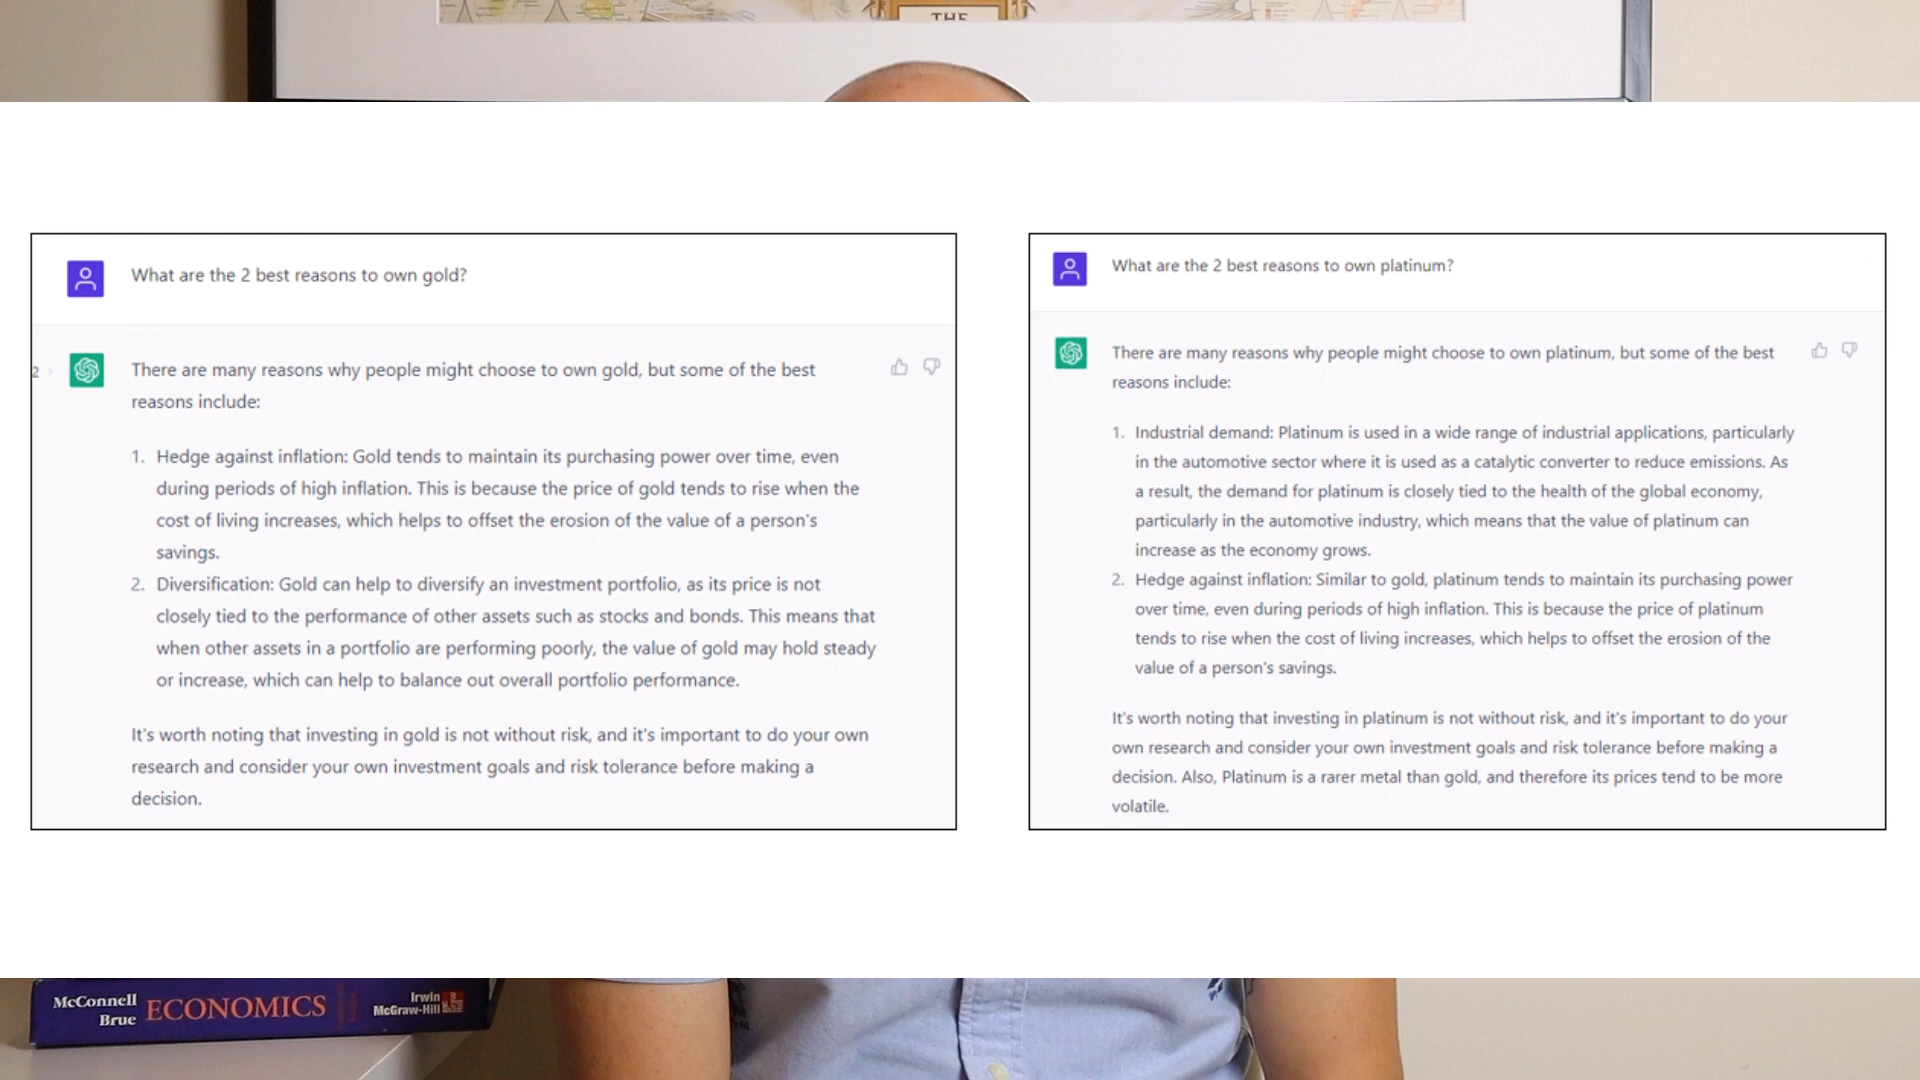 THE
What are the 2 best reasons to own gold?
2
There are many reasons why people might choose to own gold, but some of the best
reasons include:
1. Hedge against inflation: Gold tends to maintain its purchasing power over time, even
during periods of high inflation. This is because the price of gold tends to rise when the
cost of living increases, which helps to offset the erosion of the value of a person's
savings.
2. Diversification: Gold can help to diversify an investment portfolio, as its price is not
closely tied to the performance of other assets such as stocks and bonds. This means that
when other assets in a portfolio are performing poorly, the value of gold may hold steady
or increase, which can help to balance out overall portfolio performance.
It's worth noting that investing in gold is not without risk, and it's important to do your own
research and consider your own investment goals and risk tolerance before making a
decision.
What are the 2 best reasons to own platinum?
There are many reasons why people might choose to own platinum, but some of the best
reasons include:
1. Industrial demand: Platinum is used in a wide range of industrial applications, particularly
in the automotive sector where it is used as a catalytic converter to reduce emissions. As
a result, the demand for platinum is closely tied to the health of the global economy,
particularly in the automotive industry, which means that the value of platinum can
increase as the economy grows.
2. Hedge against inflation: Similar to gold, platinum tends to maintain its purchasing power
over time, even during periods of high inflation. This is because the price of platinum
tends to rise when the cost of living increases, which helps to offset the erosion of the
value of a person's savings.
It's worth noting that investing in platinum is not without risk, and it's important to do your
own research and consider your own investment goals and risk tolerance before making a
decision. Also, Platinum is a rarer metal than gold, and therefore its prices tend to be more
volatile.
McConnell
Brue
ECONOMICS
Irwin
McGraw-Hill